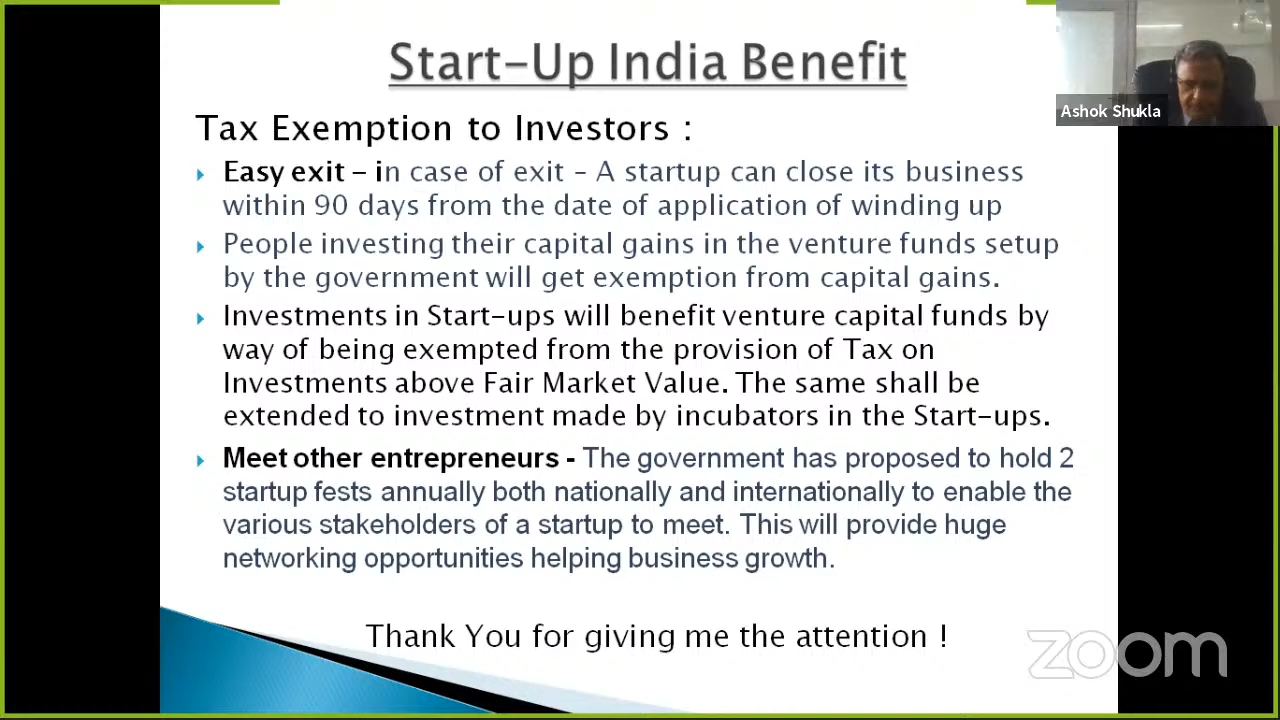 Start-Up India Benefit
Ashok Shukla
Tax Exemption to Investors :
Easy exit – in case of exit - A startup can close its business
within 90 days from the date of application of winding up
People investing their capital gains in the venture funds setup
by the government will get exemption from capital gains.
Investments in Start-ups will benefit venture capital funds by
way of being exempted from the provision of Tax on
Investments above Fair Market Value. The same shall be
extended to investment made by incubators in the Start-ups.
Meet other entrepreneurs - The government has proposed to hold 2
startup fests annually both nationally and internationally to enable the
various stakeholders of a startup to meet. This will provide huge
networking opportunities helping business growth.
Thank You for giving me the attention !
zoom